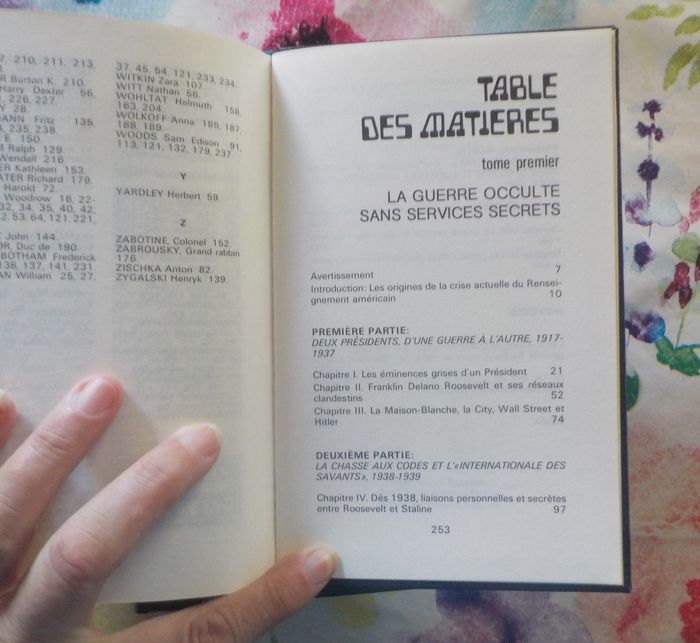 7, 210, 211, 213,
R Burton K. 210.
Harry Dexter 56,
, 226, 227.
Y 28.
MANN Fritz 135,
4, 235, 238.
E. 150.
M Ralph 129.
Wendell 216.
ER Kathleen 153.
ATER Richard 179.
Harold 72.
Woodrow 16, 22-
32, 34, 35, 40, 42,
2, 53, 64, 121, 221,
T John 144.
OR, Duc de 190.
BOTHAM Frederick
136, 137, 141, 231.
AN William 25, 27,
37, 45, 54, 121, 233, 234.
WITKIN Zara 107.
WITT Nathan 56.
WOHLTAT Helmuth 158,
163, 204.
WOLKOFF Anna 185, 187,
188, 189.
WOODS Sam Edison 91,
113, 121, 132, 179, 237.
Y
YARDLEY Herbert 59.
Z
ZABOTINE, Colonel 152.
ZABROUSKY, Grand rabbin
176.
ZISCHKA Anton 82.
ZYGALSKI Henryk 139.
TABLE
DES MATIERES
tome premier
LA GUERRE OCCULTE
SANS SERVICES SECRETS
Avertissement 7
Introduction: Les origines de la crise actuelle du Rensei-
gnement américain 10
PREMIÈRE PARTIE:
DEUX PRÉSIDENTS, D'UNE GUERRE À L'AUTRE, 1917-
1937
Chapitre I. Les éminences grises d'un Président 21
Chapitre II. Franklin Delano Roosevelt et ses réseaux
clandestins 52
Chapitre III. La Maison-Blanche, la City, Wall Street et
Hitler 74
DEUXIÈME PARTIE:
LA CHASSE AUX CODES ET L'«INTERNATIONALE DES
SAVANTS», 1938-1939
Chapitre IV. Dès 1938, liaisons personnelles et secrètes
entre Roosevelt et Staline 97
253